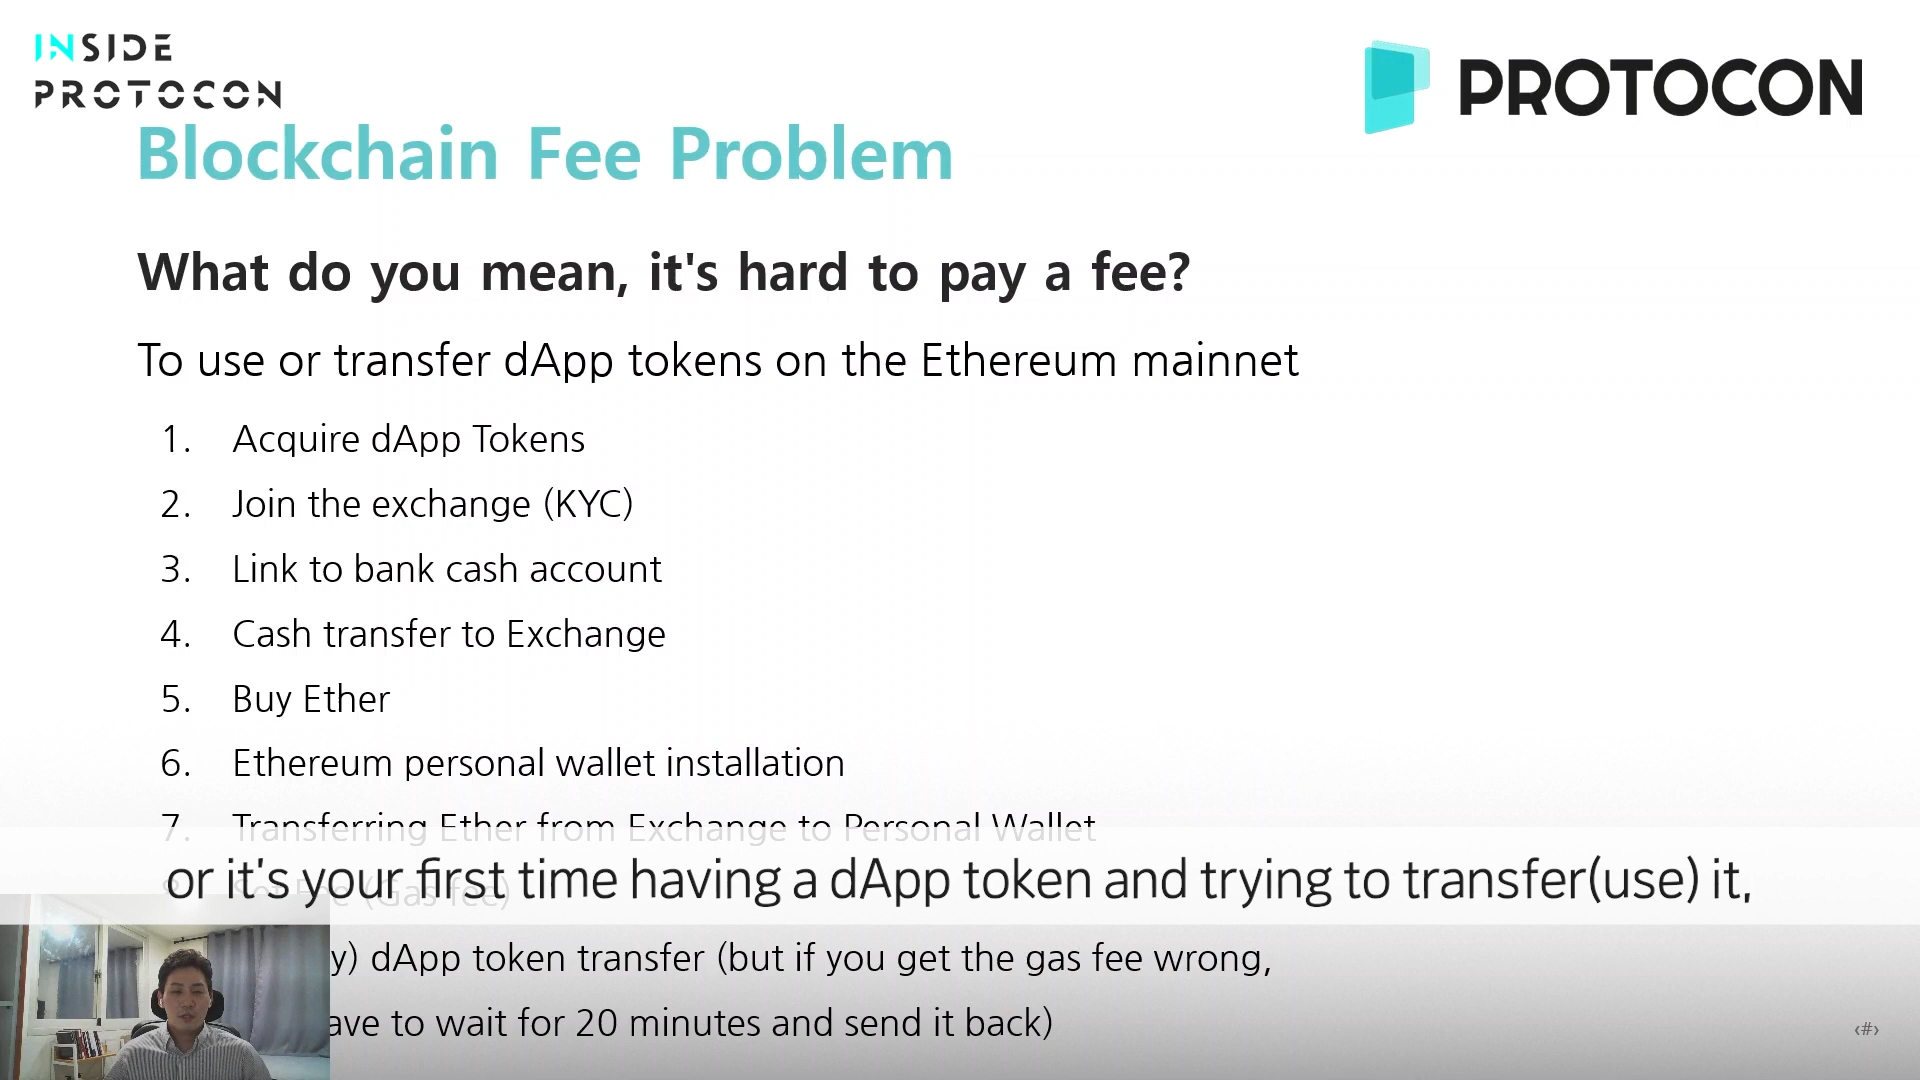 INSIDE
PROTOCON
PROTOCON
Blockchain Fee Problem
What do you mean, it's hard to pay a fee?
To use or transfer dApp tokens on the Ethereum mainnet
1. Acquire dApp Tokens
2. Join the exchange (KYC)
3. Link to bank cash account
4. Cash transfer to Exchange
5. Buy Ether
6. Ethereum personal wallet installation
7. Transferring Ether from Exchange to Personal Wallet
(Gas fee)
or it's your first time having a dApp token and trying to transfer(use) it,
y) dApp token transfer (but if you get the gas fee wrong,
ave to wait for 20 minutes and send it back)
‹#›